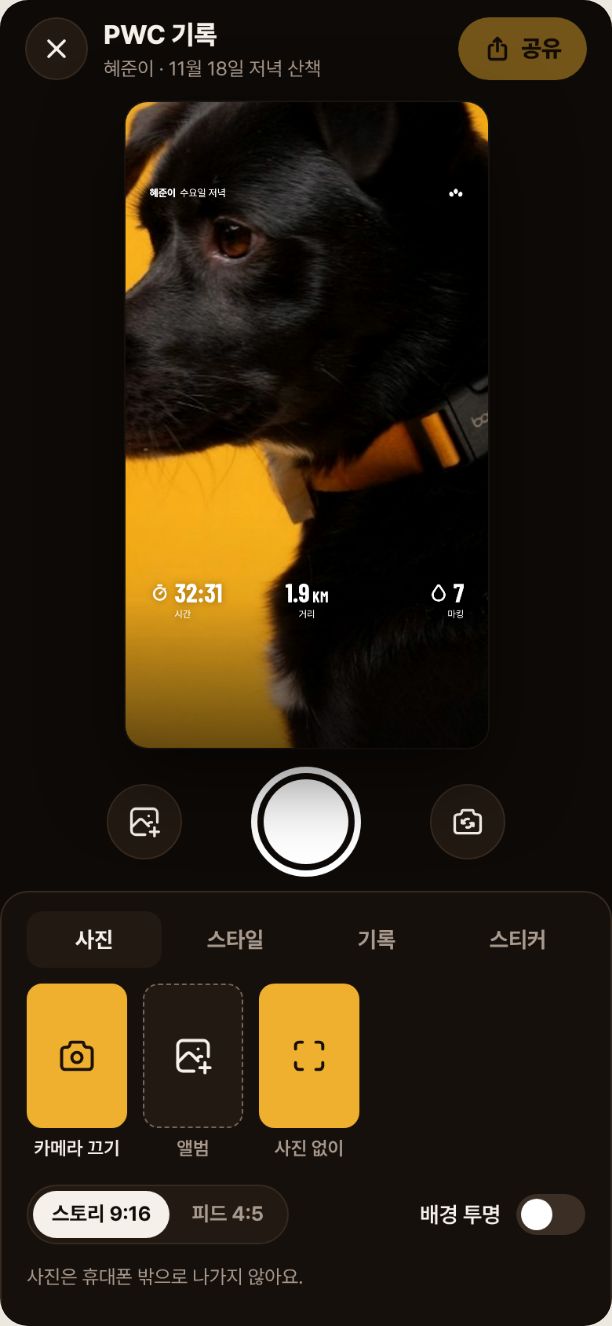 PWC 기록
혜준이 · 11월 18일 저녁 산책
공유
혜준이 수요일 저녁
32:31
시간
1.9 KM
거리
7
마킹
사진
스타일
기록
스티커
카메라 끄기
앨범
사진 없이
스토리 9:16
피드 4:5
배경 투명
사진은 휴대폰 밖으로 나가지 않아요.